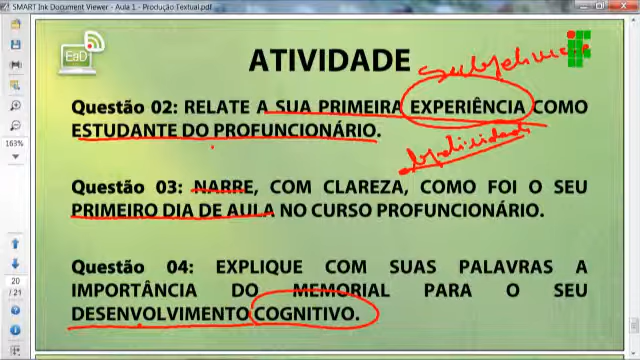 SMART Ink Document Viewer - Aula 1 - Produção Textual.pdf
EaD
ATIVIDADE
Questão 02: RELATE A SUA PRIMEIRA EXPERIÊNCIA COMO
ESTUDANTE DO PROFUNCIONÁRIO.
Questão 03: NARRE, COM CLAREZA, COMO FOI O SEU
PRIMEIRO DIA DE AULA NO CURSO PROFUNCIONÁRIO.
Questão 04: EXPLIQUE COM SUAS PALAVRAS A
IMPORTÂNCIA DO MEMORIAL PARA O SEU
DESENVOLVIMENTO COGNITIVO.
163%
20
/ 21